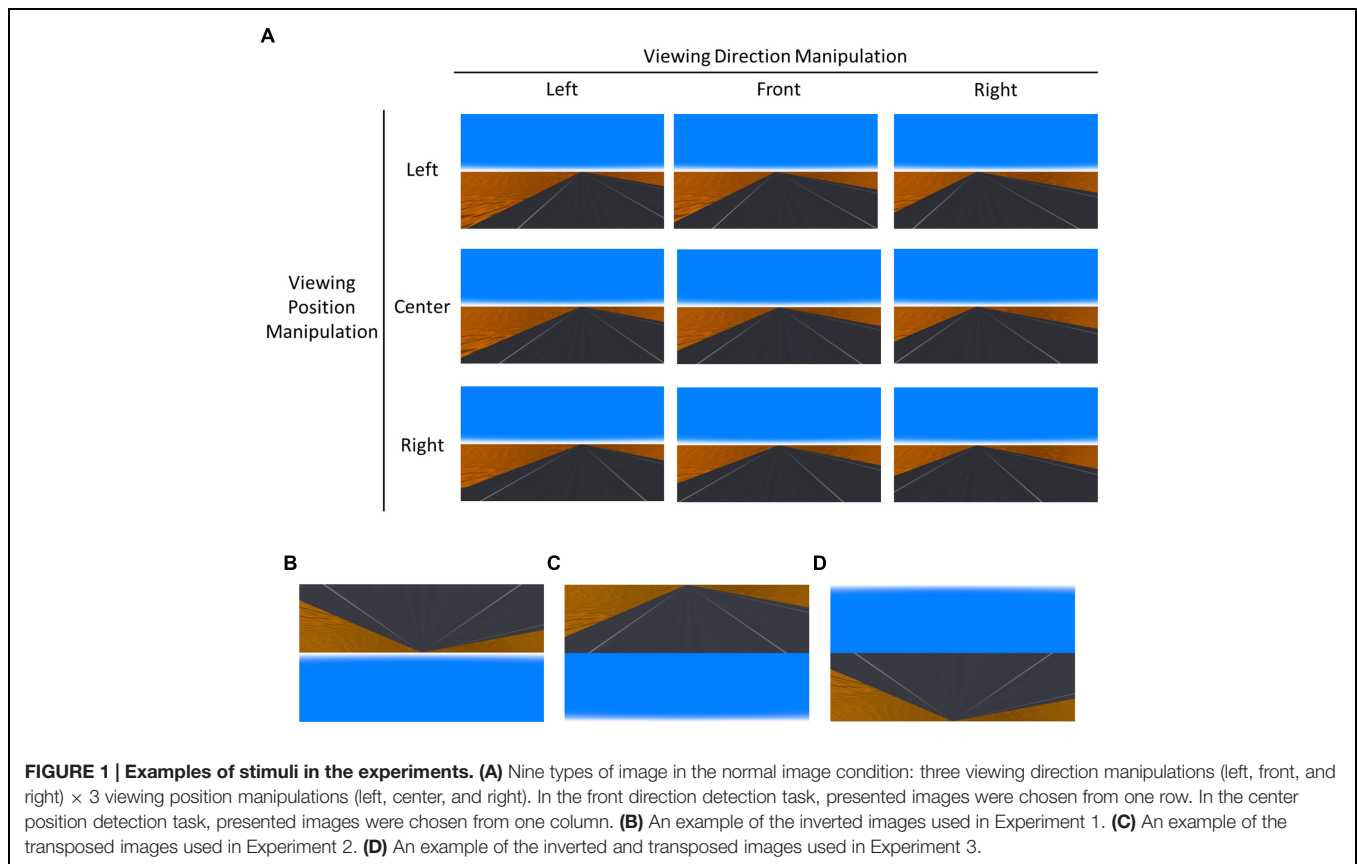 A
Viewing Direction Manipulation
Left Front Right
Left
Viewing
Position
Manipulation
Center
Right
B C D
FIGURE 1 | Examples of stimuli in the experiments. (A) Nine types of image in the normal image condition: three viewing direction manipulations (left, front, and
right) × 3 viewing position manipulations (left, center, and right). In the front direction detection task, presented images were chosen from one row. In the center
position detection task, presented images were chosen from one column. (B) An example of the inverted images used in Experiment 1. (C) An example of the
transposed images used in Experiment 2. (D) An example of the inverted and transposed images used in Experiment 3.